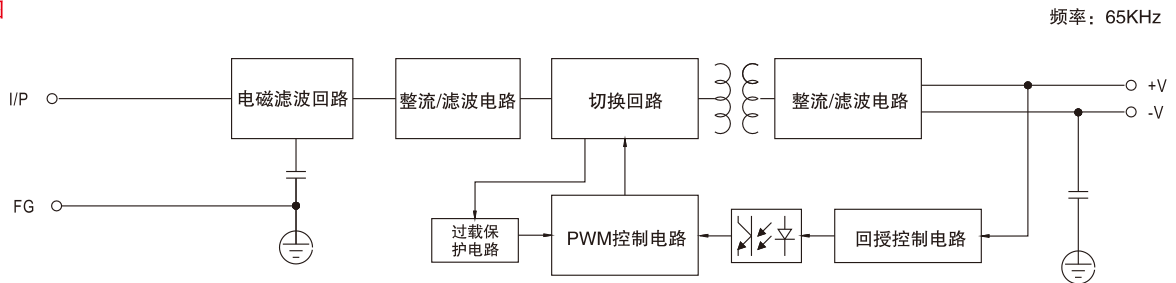 频率：65KHz
I/P
电磁滤波回路
整流/滤波电路
切换回路
整流/滤波电路
+V
-V
FG
过载保
护电路
PWM控制电路
回授控制电路